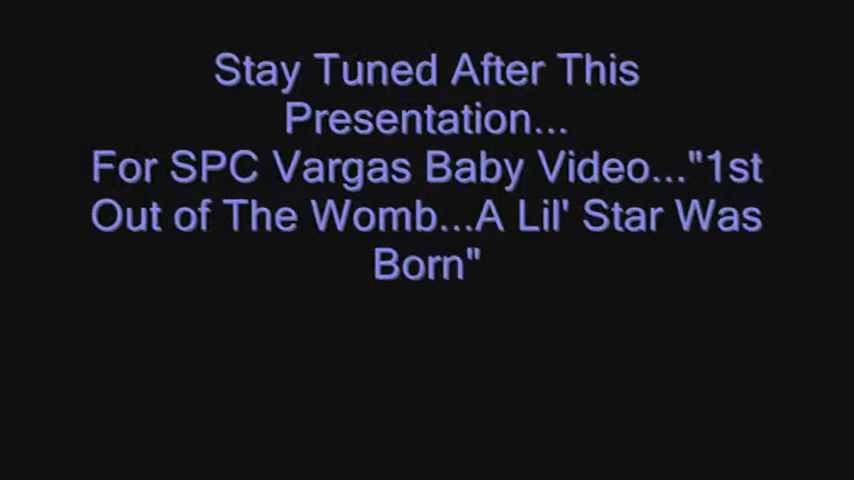 Stay Tuned After This
Presentation...
For SPC Vargas Baby Video..."1st
Out of The Womb...A Lil' Star Was
Born"